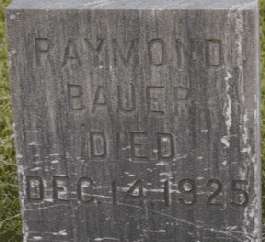 RAYMOND
BAUER
DIED
DEC 14 1925